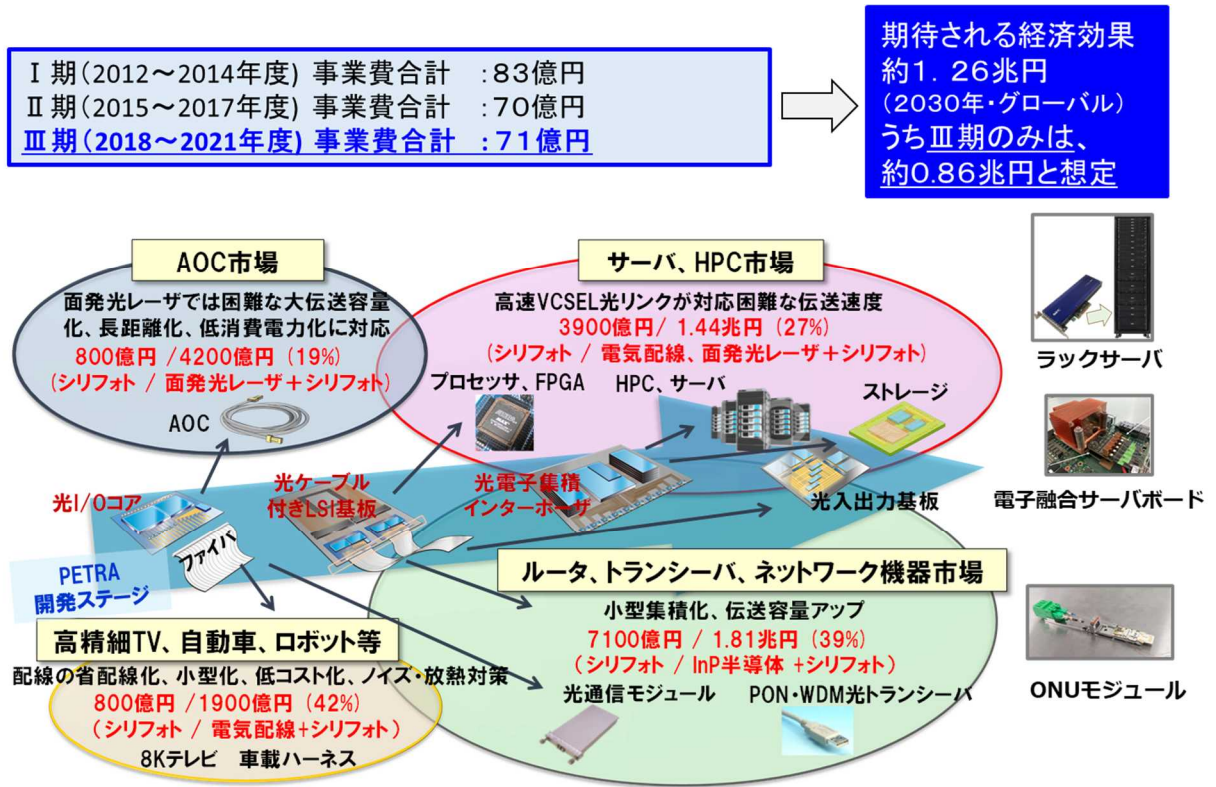 Ⅰ期(2012～2014年度) 事業費合計 :83億円
Ⅱ期(2015～2017年度) 事業費合計 :70億円
Ⅲ期(2018～2021年度) 事業費合計 :71億円
期待される経済効果
約1．26兆円
(2030年・グローバル)
うちⅢ期のみは、
約0.86兆円と想定
AOC市場
面発光レーザでは困難な大伝送容量
化、長距離化、低消費電力化に対応
800億円 /4200億円 (19%)
(シリフォト / 面発光レーザ＋シリフォト)
AOC
サーバ、HPC市場
高速VCSEL光リンクが対応困難な伝送速度
3900億円/ 1.44兆円 (27%)
(シリフォト / 電気配線、面発光レーザ＋シリフォト)
プロセッサ、FPGA
HPC、サーバ
ストレージ
ラックサーバ
光I/Oコア
ファイバ
光ケーブル
付きLSI基板
光電子集積
インターポーザ
光入出力基板
電子融合サーバボード
PETRA
開発ステージ
ルータ、トランシーバ、ネットワーク機器市場
小型集積化、伝送容量アップ
7100億円 / 1.81兆円 (39%)
(シリフォト / InP半導体 +シリフォト)
光通信モジュール
PON・WDM光トランシーバ
高精細TV、自動車、ロボット等
配線の省配線化、小型化、低コスト化、ノイズ・放熱対策
800億円 /1900億円 (42%)
(シリフォト / 電気配線+シリフォト)
8Kテレビ 車載ハーネス
ONUモジュール